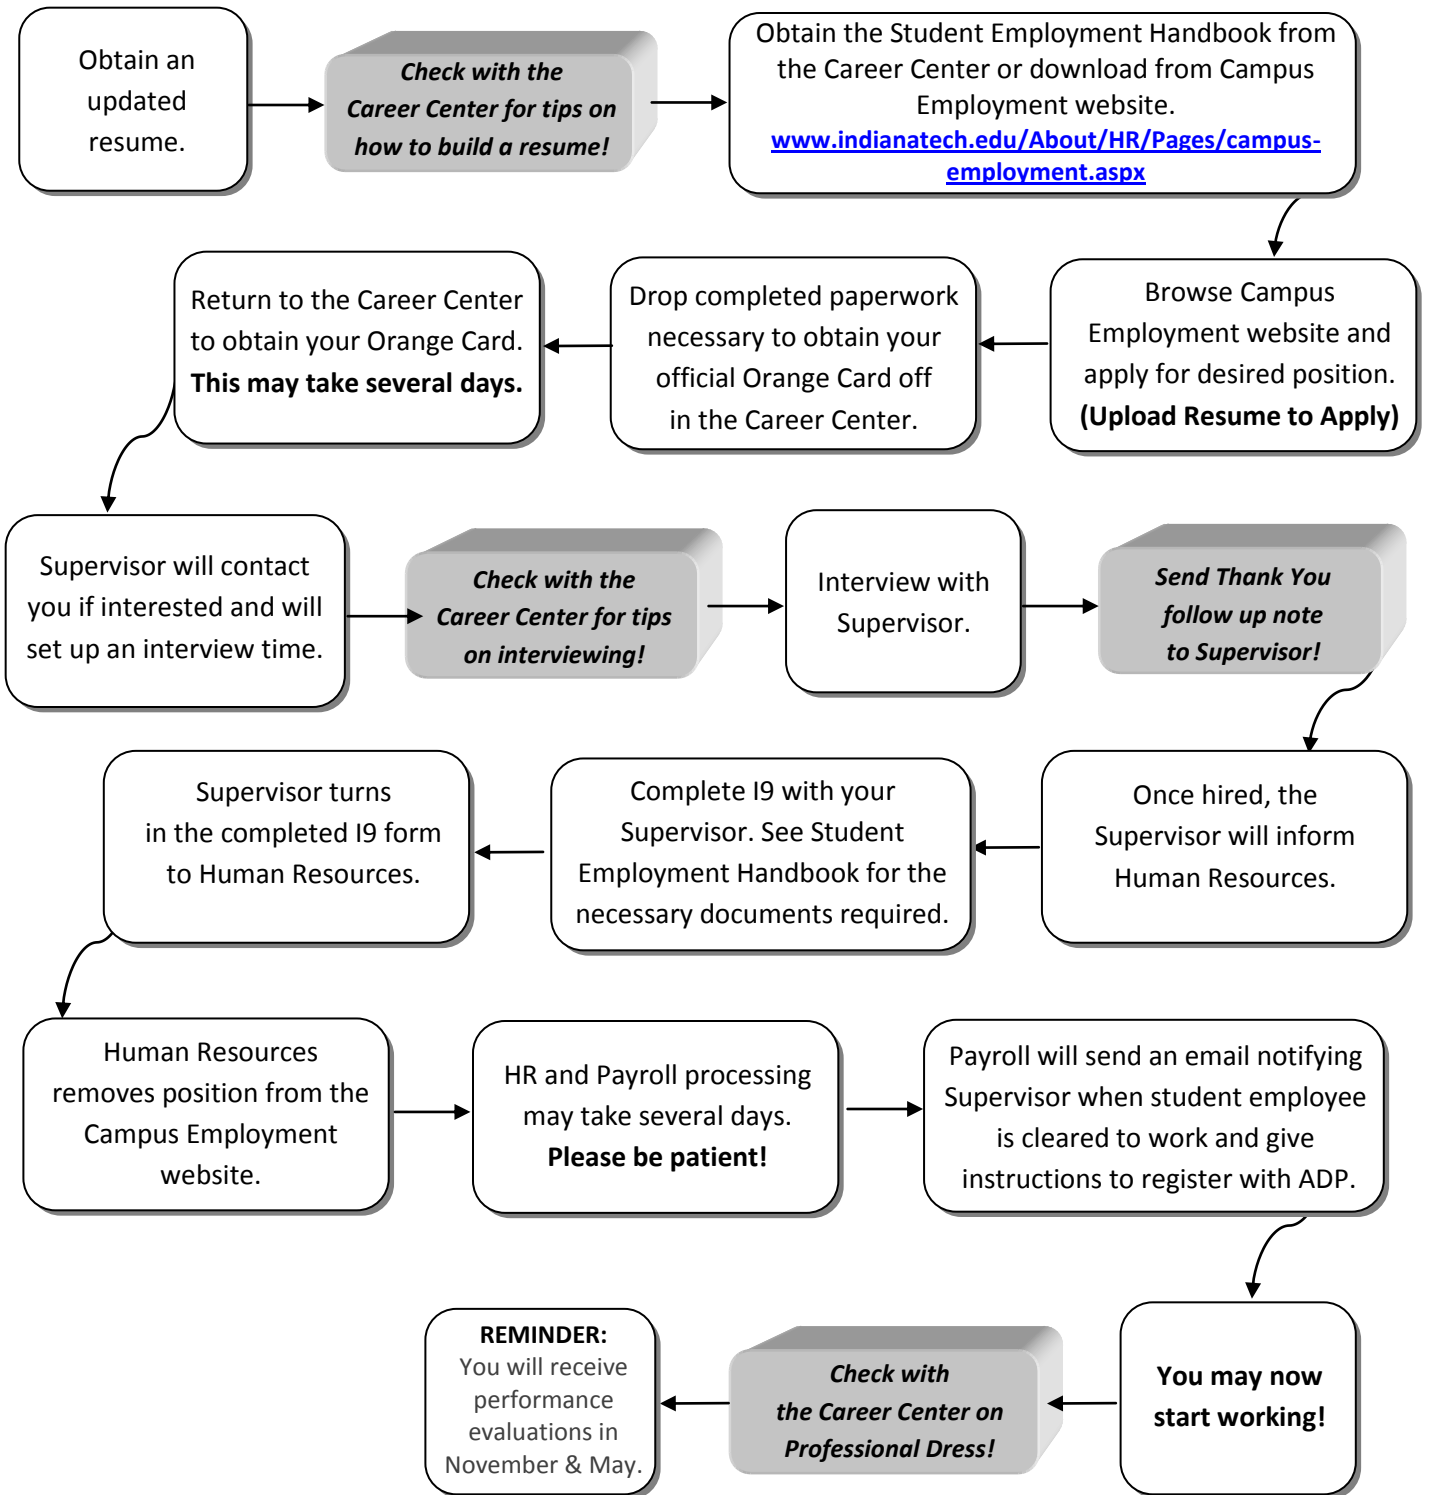 Obtain an
updated
resume.
Check with the
Career Center for tips on
how to build a resume!
Obtain the Student Employment Handbook from
the Career Center or download from Campus
Employment website.
www.indianatech.edu/About/HR/Pages/campus-
employment.aspx
Browse Campus
Employment website and
apply for desired position.
(Upload Resume to Apply)
Drop completed paperwork
necessary to obtain your
official Orange Card off
in the Career Center.
Return to the Career Center
to obtain your Orange Card.
This may take several days.
Supervisor will contact
you if interested and will
set up an interview time.
Check with the
Career Center for tips
on interviewing!
Interview with
Supervisor.
Send Thank You
follow up note
to Supervisor!
Once hired, the
Supervisor will inform
Human Resources.
Complete I9 with your
Supervisor. See Student
Employment Handbook for the
necessary documents required.
Supervisor turns
in the completed I9 form
to Human Resources.
Human Resources
removes position from the
Campus Employment
website.
HR and Payroll processing
may take several days.
Please be patient!
Payroll will send an email notifying
Supervisor when student employee
is cleared to work and give
instructions to register with ADP.
You may now
start working!
Check with
the Career Center on
Professional Dress!
REMINDER:
You will receive
performance
evaluations in
November & May.